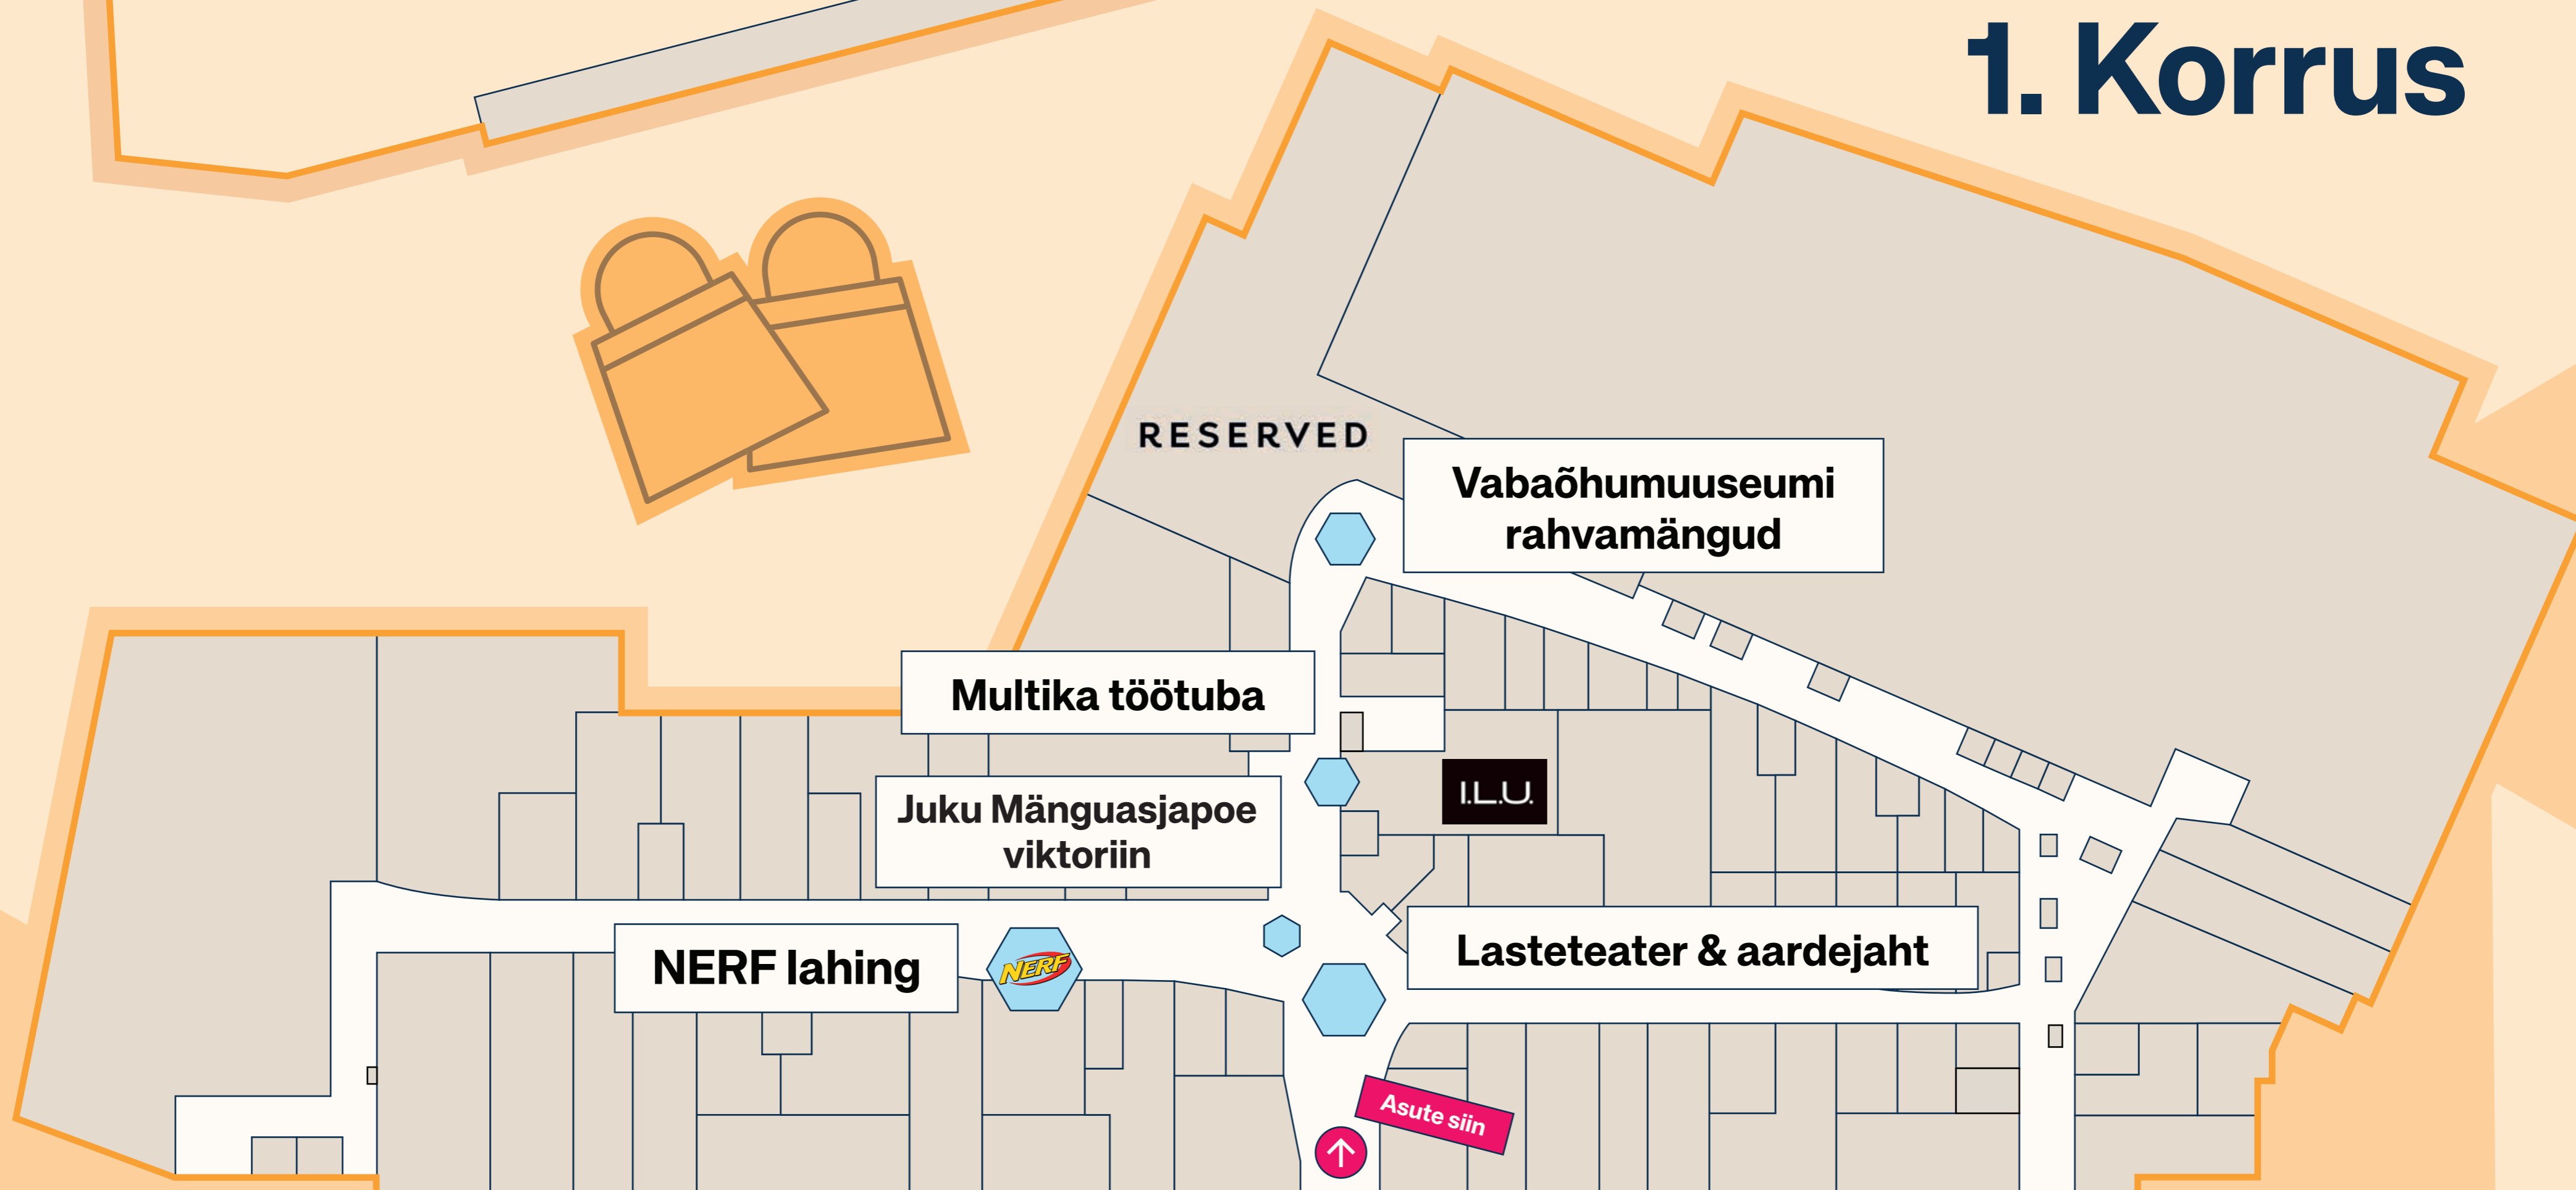 1. Korrus
RESERVED
Vabaõhumuuseumi
rahvamängud
Multika töötuba
I.L.U.
Juku Mänguasjapoe
viktoriin
NERF lahing
NERF
Lasteteater & aardejaht
Asute siin